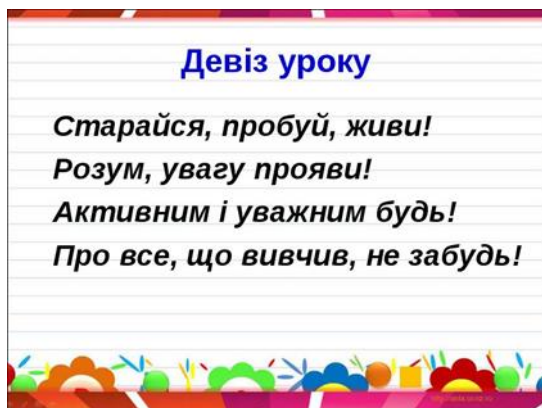 Девіз уроку
Старайся, пробуй, живи!
Розум, увагу прояви!
Активним і уважним будь!
Про все, що вивчив, не забудь!